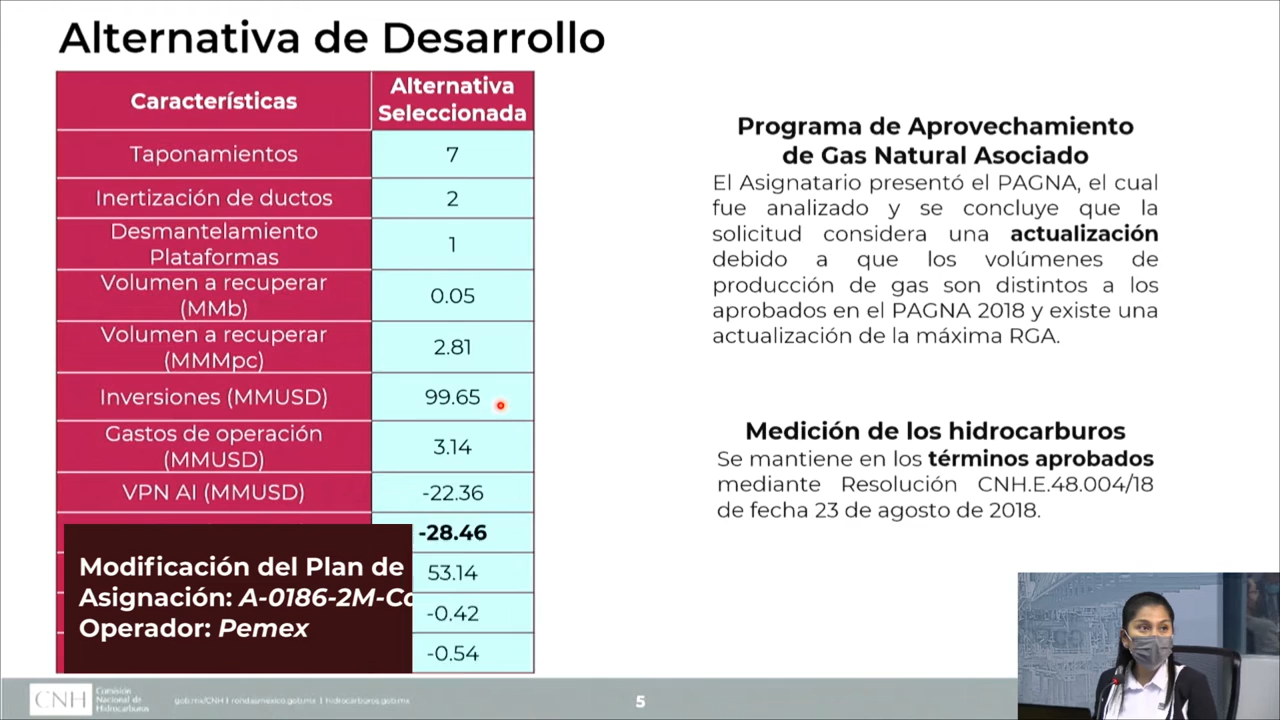 Alternativa de Desarrollo
Características
Alternativa
Seleccionada
Taponamientos
7
Inertización de ductos
2
Desmantelamiento
Plataformas
1
Volumen a recuperar
(MMb)
0.05
Volumen a recuperar
(MMMpc)
2.81
Inversiones (MMUSD)
99.65
Gastos de operación
(MMUSD)
3.14
VPN AI (MMUSD)
-22.36
-28.46
53.14
-0.42
-0.54
Modificación del Plan de
Asignación: A-0186-2M-Co
Operador: Pemex
Programa de Aprovechamiento
de Gas Natural Asociado
El Asignatario presentó el PAGNA, el cual
fue analizado y se concluye que la
solicitud considera una actualización
debido a que los volúmenes de
producción de gas son distintos a los
aprobados en el PAGNA 2018 y existe una
actualización de la máxima RGA.
Medición de los hidrocarburos
Se mantiene en los términos aprobados
mediante Resolución CNH.E.48.004/18
de fecha 23 de agosto de 2018.
CNH
Comisión
Nacional de
Hidrocarburos
gob.mx/CNH I rondasmexico.gob.mx I hidrocarburos.gob.mx
5